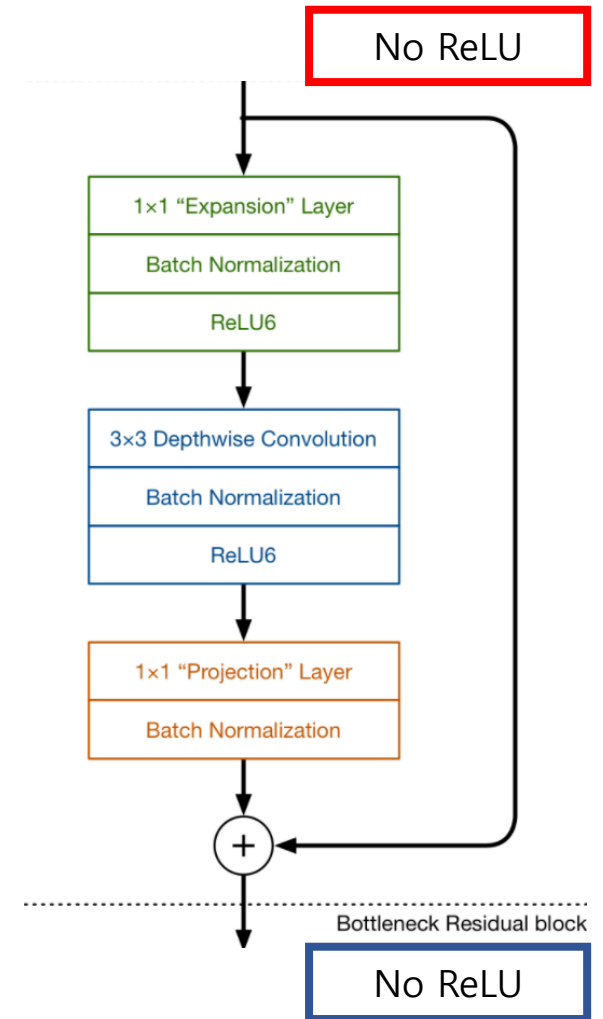 No ReLU
1×1 “Expansion” Layer
Batch Normalization
ReLU6
3×3 Depthwise Convolution
Batch Normalization
ReLU6
1×1 “Projection” Layer
Batch Normalization
+
Bottleneck Residual block
No ReLU